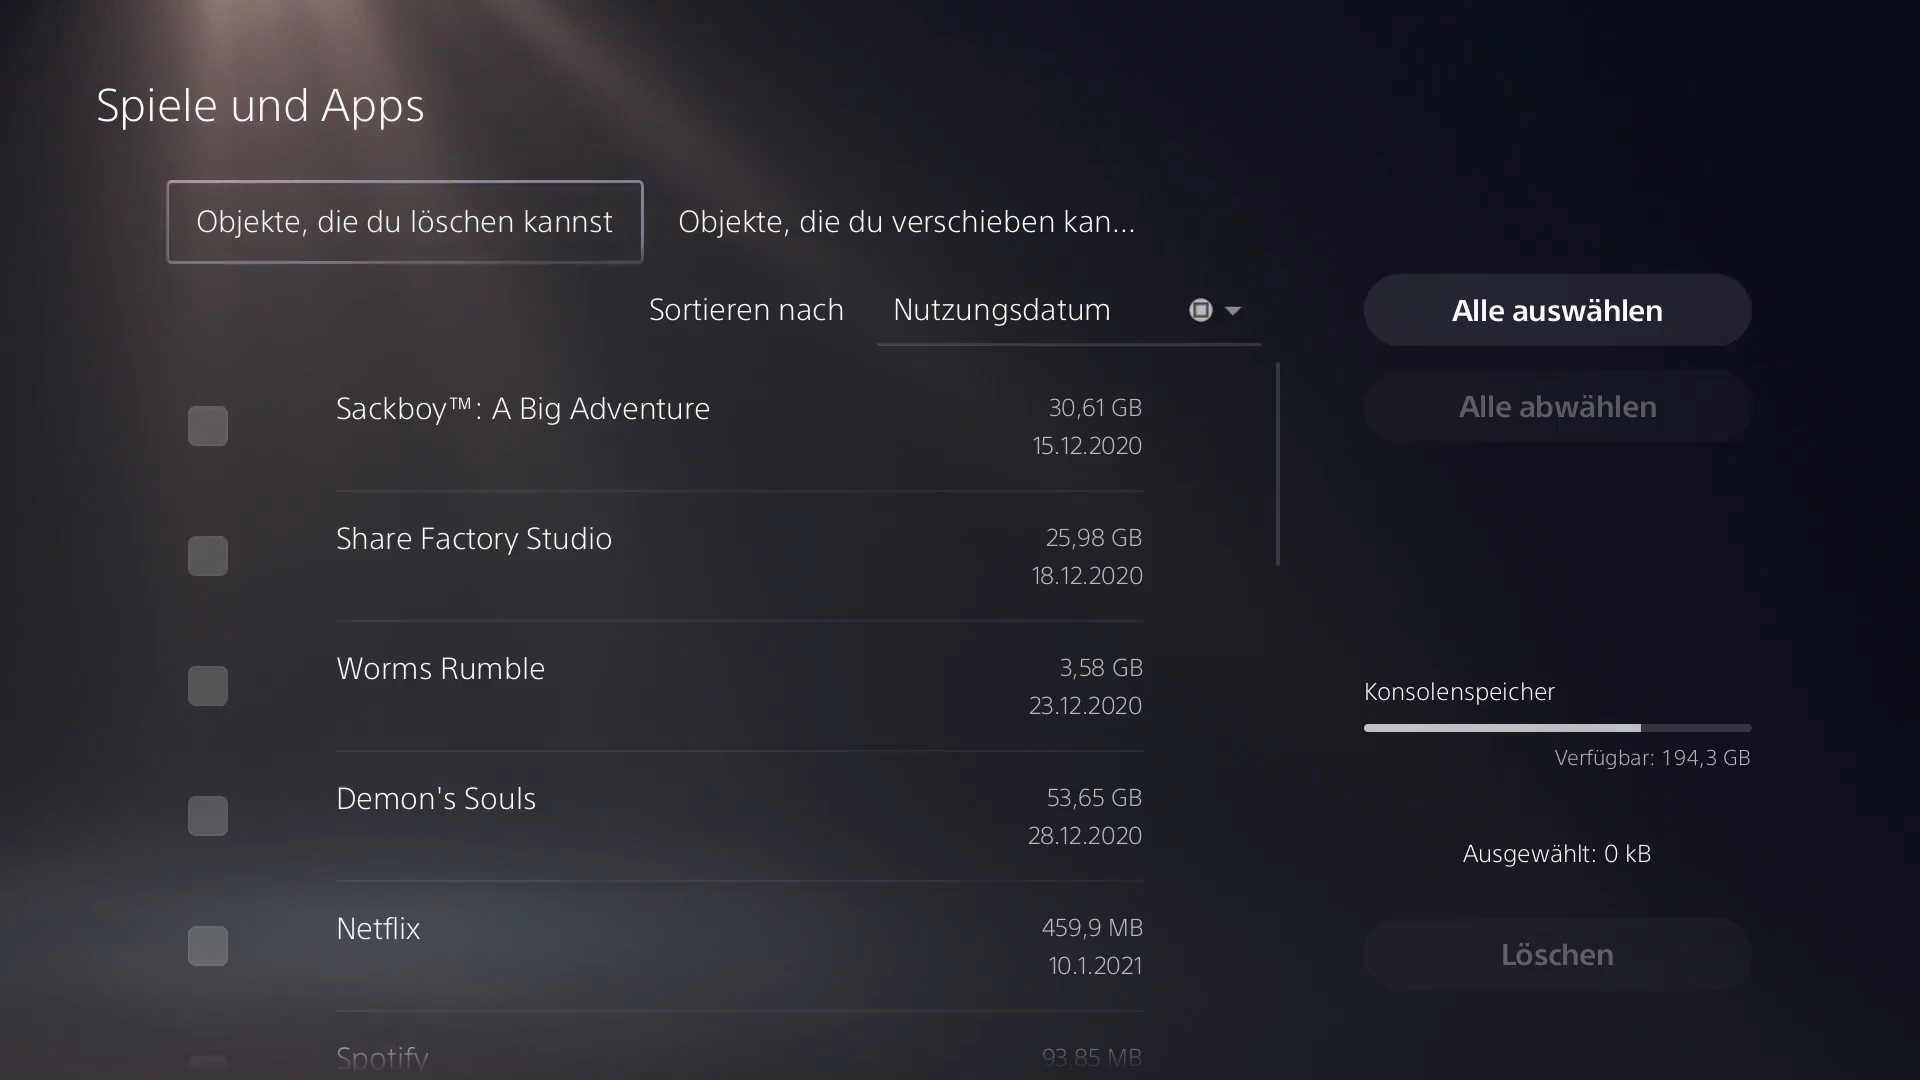 Spiele und Apps
Objekte, die du löschen kannst
Objekte, die du verschieben kan...
Sortieren nach
Nutzungsdatum
Alle auswählen
Alle abwählen
Sackboy™: A Big Adventure
30,61 GB
15.12.2020
Share Factory Studio
25,98 GB
18.12.2020
Worms Rumble
3,58 GB
23.12.2020
Konsolenspeicher
Verfügbar: 194,3 GB
Demon's Souls
53,65 GB
28.12.2020
Ausgewählt: 0 kB
Netflix
459,9 MB
10.1.2021
Löschen
Spotify
93,85 MB